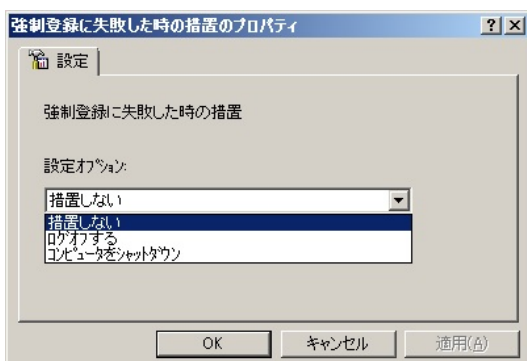 強制登録に失敗した時の措置のプロパティ
設定
強制登録に失敗した時の措置
設定ｵﾌﾟｼｮﾝ:
措置しない
措置しない
ﾛｸﾞｵﾌする
ｺﾝﾋﾟｭｰﾀをｼｬｯﾄﾀﾞｳﾝ
OK
キャンセル
適用(A)